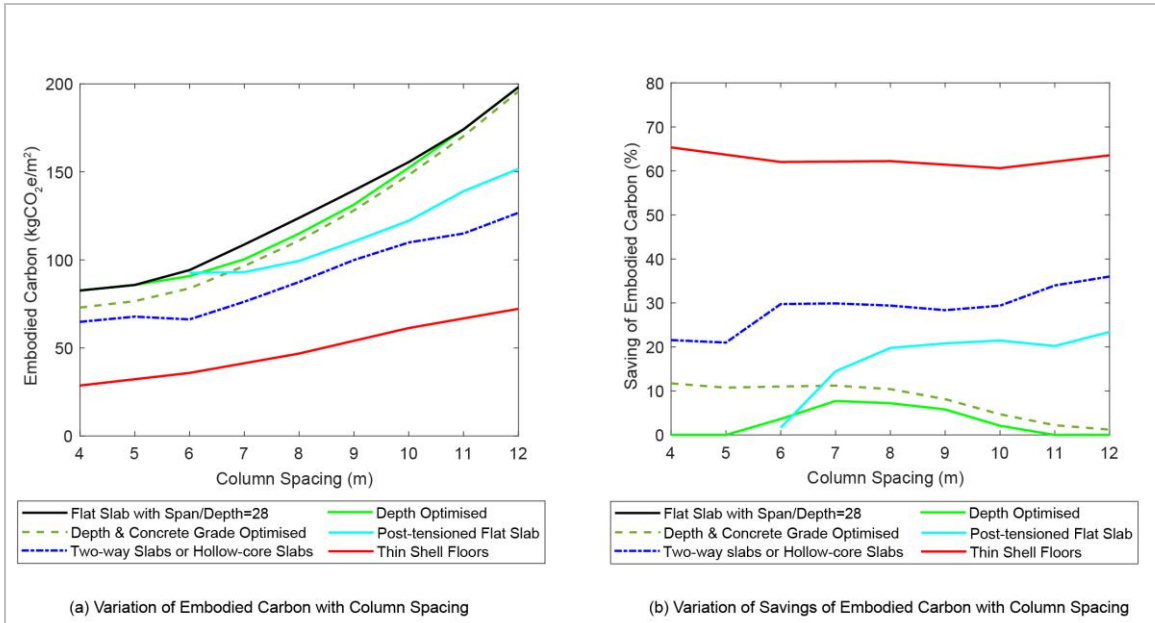 200
150
100
50
0
Embodied Carbon (kgCO₂e/m²)
4 5 6 7 8 9 10 11 12
Column Spacing (m)
Flat Slab with Span/Depth=28
Depth Optimised
Depth & Concrete Grade Optimised
Post-tensioned Flat Slab
Two-way Slabs or Hollow-core Slabs
Thin Shell Floors
(a) Variation of Embodied Carbon with Column Spacing
80
70
60
50
40
30
20
10
0
Saving of Embodied Carbon (%)
4 5 6 7 8 9 10 11 12
Column Spacing (m)
Flat Slab with Span/Depth=28
Depth Optimised
Depth & Concrete Grade Optimised
Post-tensioned Flat Slab
Two-way slabs or Hollow-core Slabs
Thin Shell Floors
(b) Variation of Savings of Embodied Carbon with Column Spacing